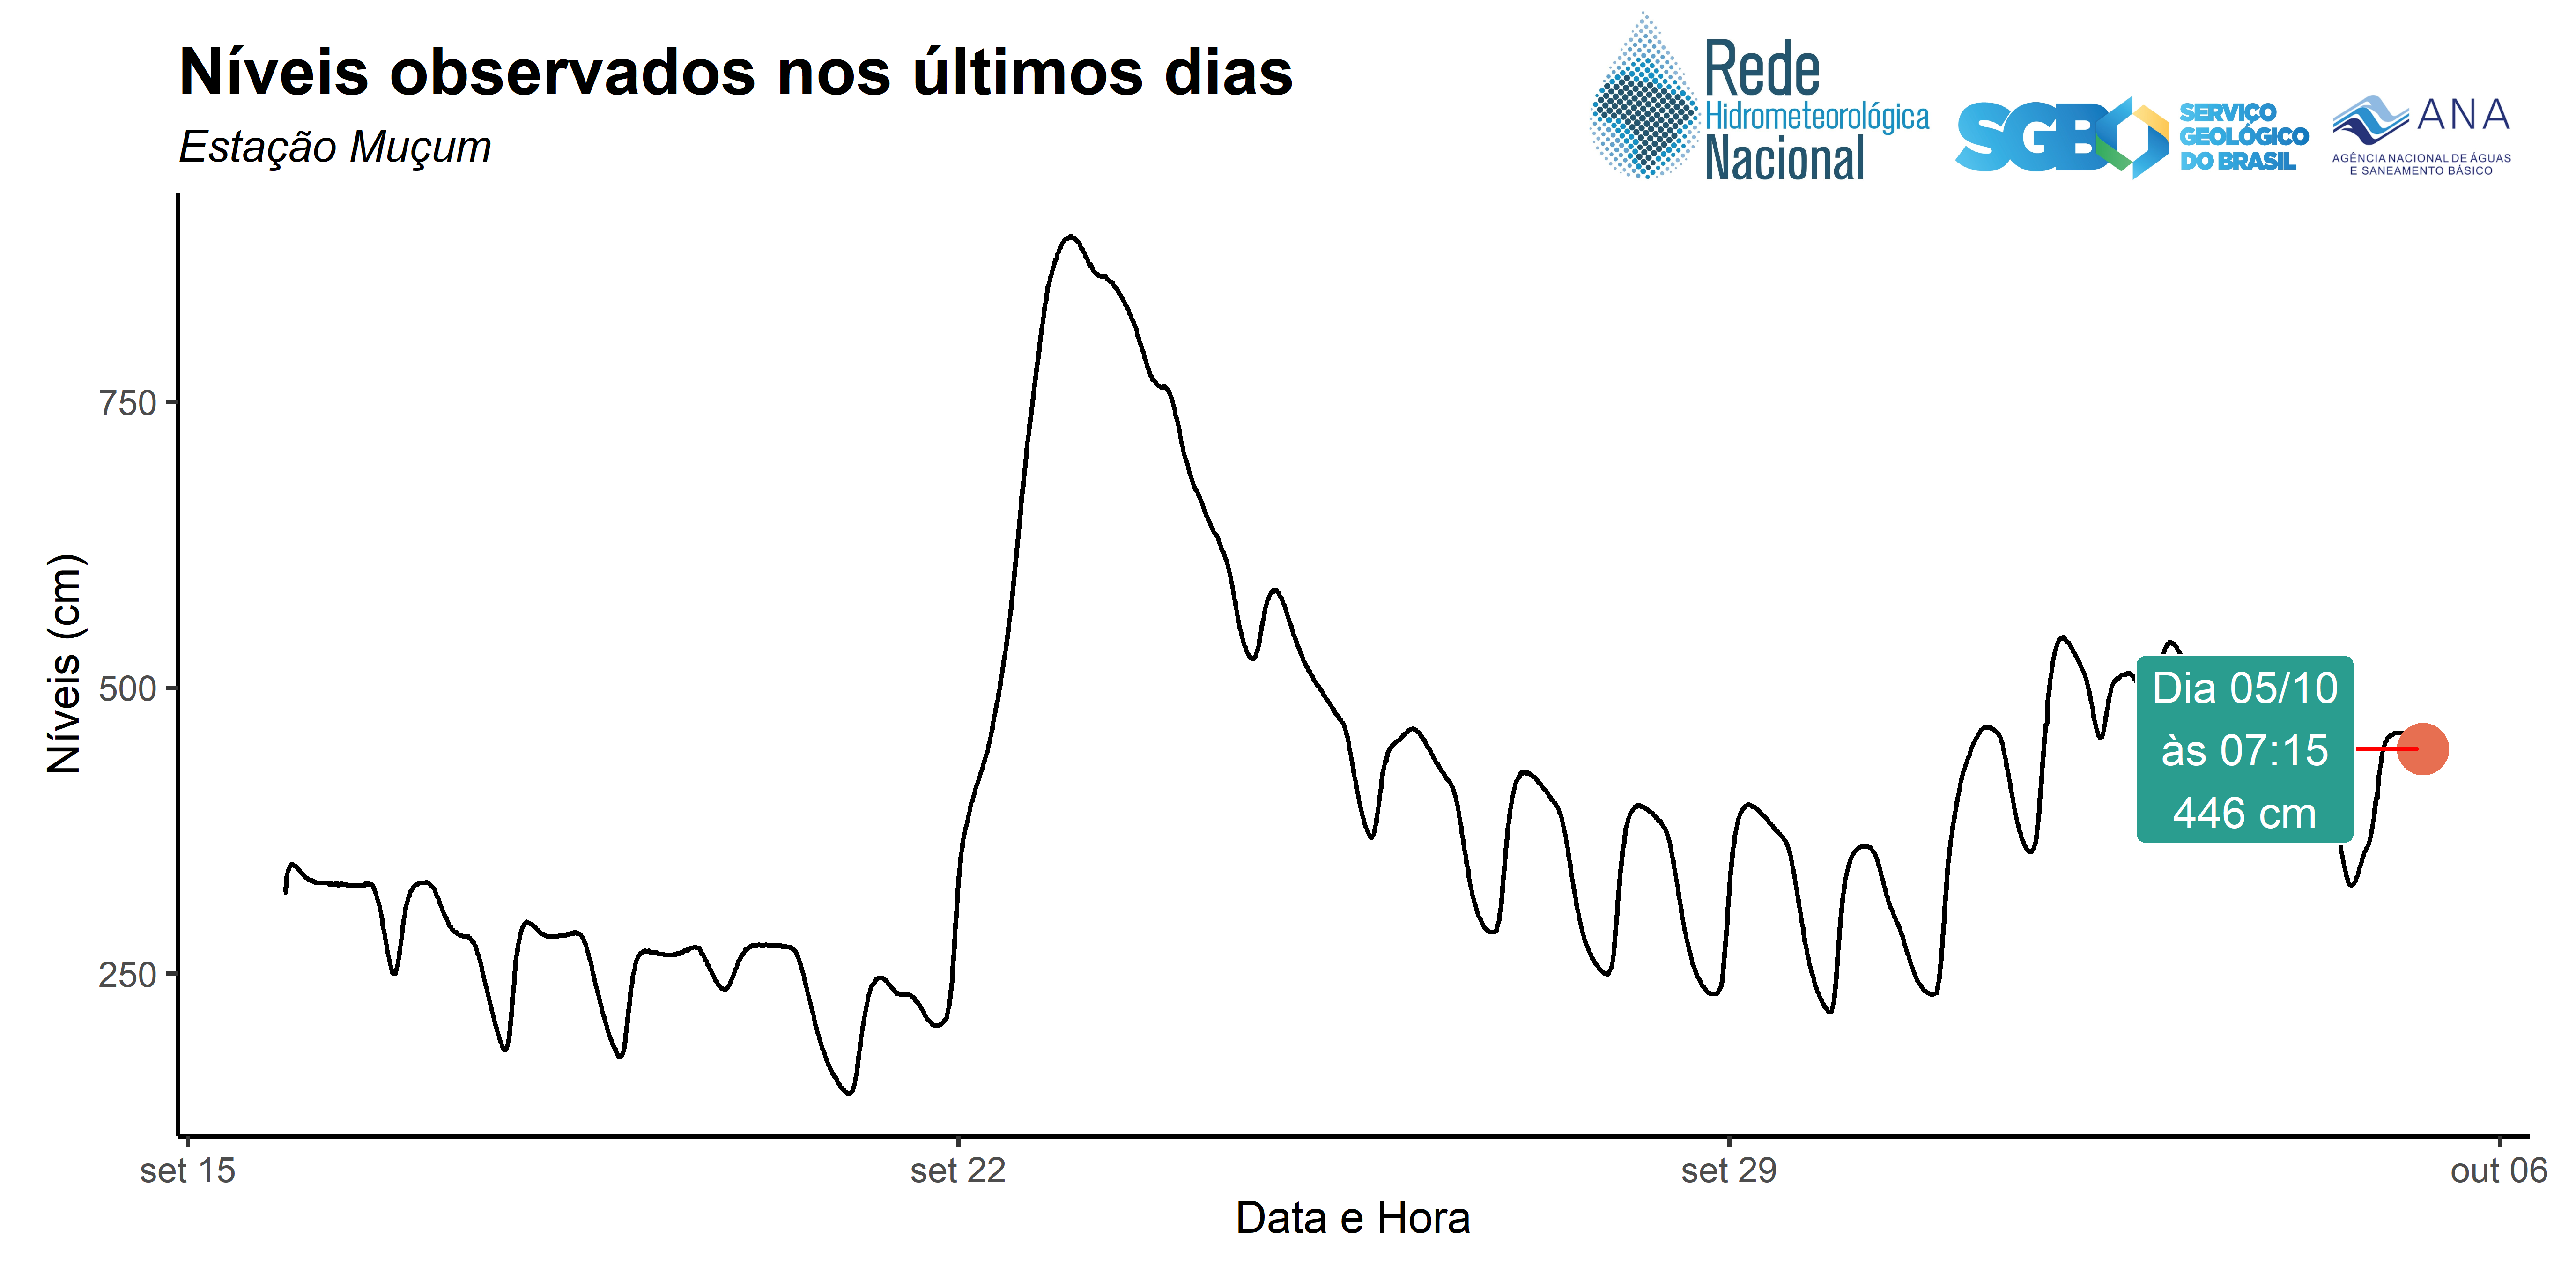 Níveis observados nos últimos dias
Estação Muçum
Rede
Hidrometeorológica
Nacional
SGB
SERVIÇO
GEOLÓGICO
DO BRASIL
ANA
AGÊNCIA NACIONAL DE ÁGUAS
E SANEAMENTO BÁSICO
Níveis (cm)
750
500
250
Dia 05/10
às 07:15
446 cm
set 15
set 22
set 29
out 06
Data e Hora